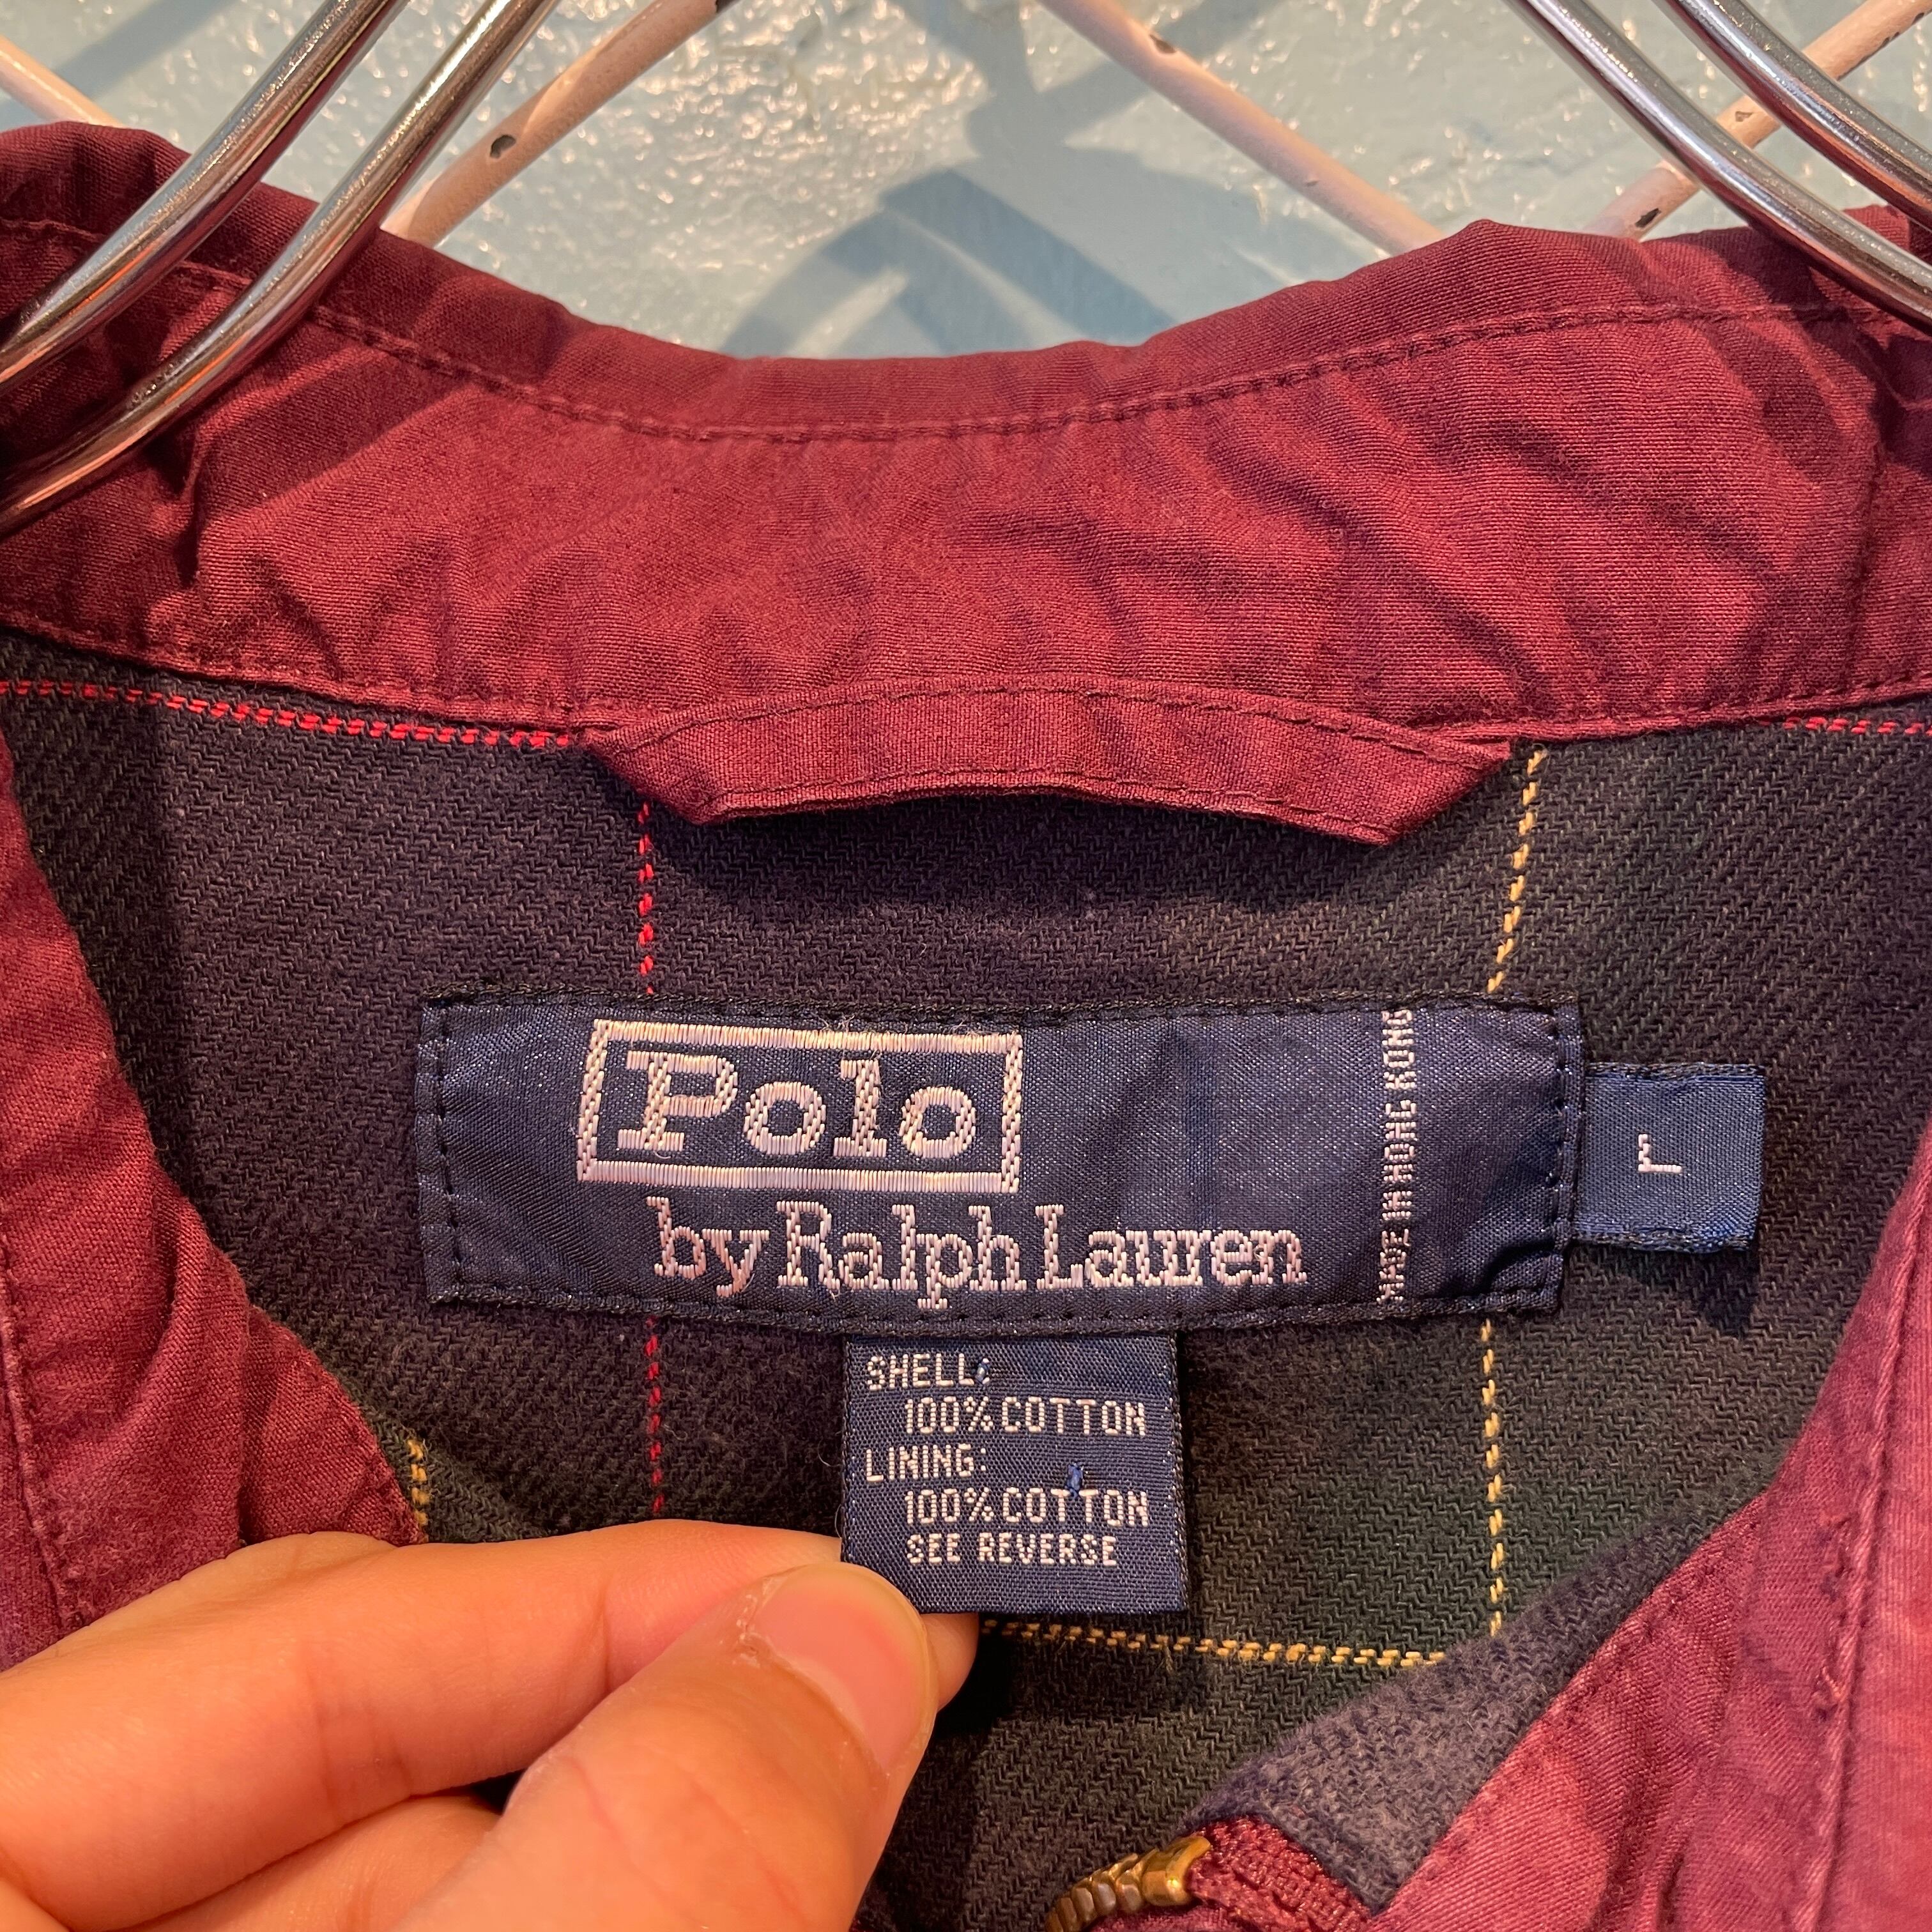 Polo
by Ralph Lauren
MADE IN HONG KONG
L
SHELL:
100% COTTON
LINING:
100% COTTON
SEE REVERSE